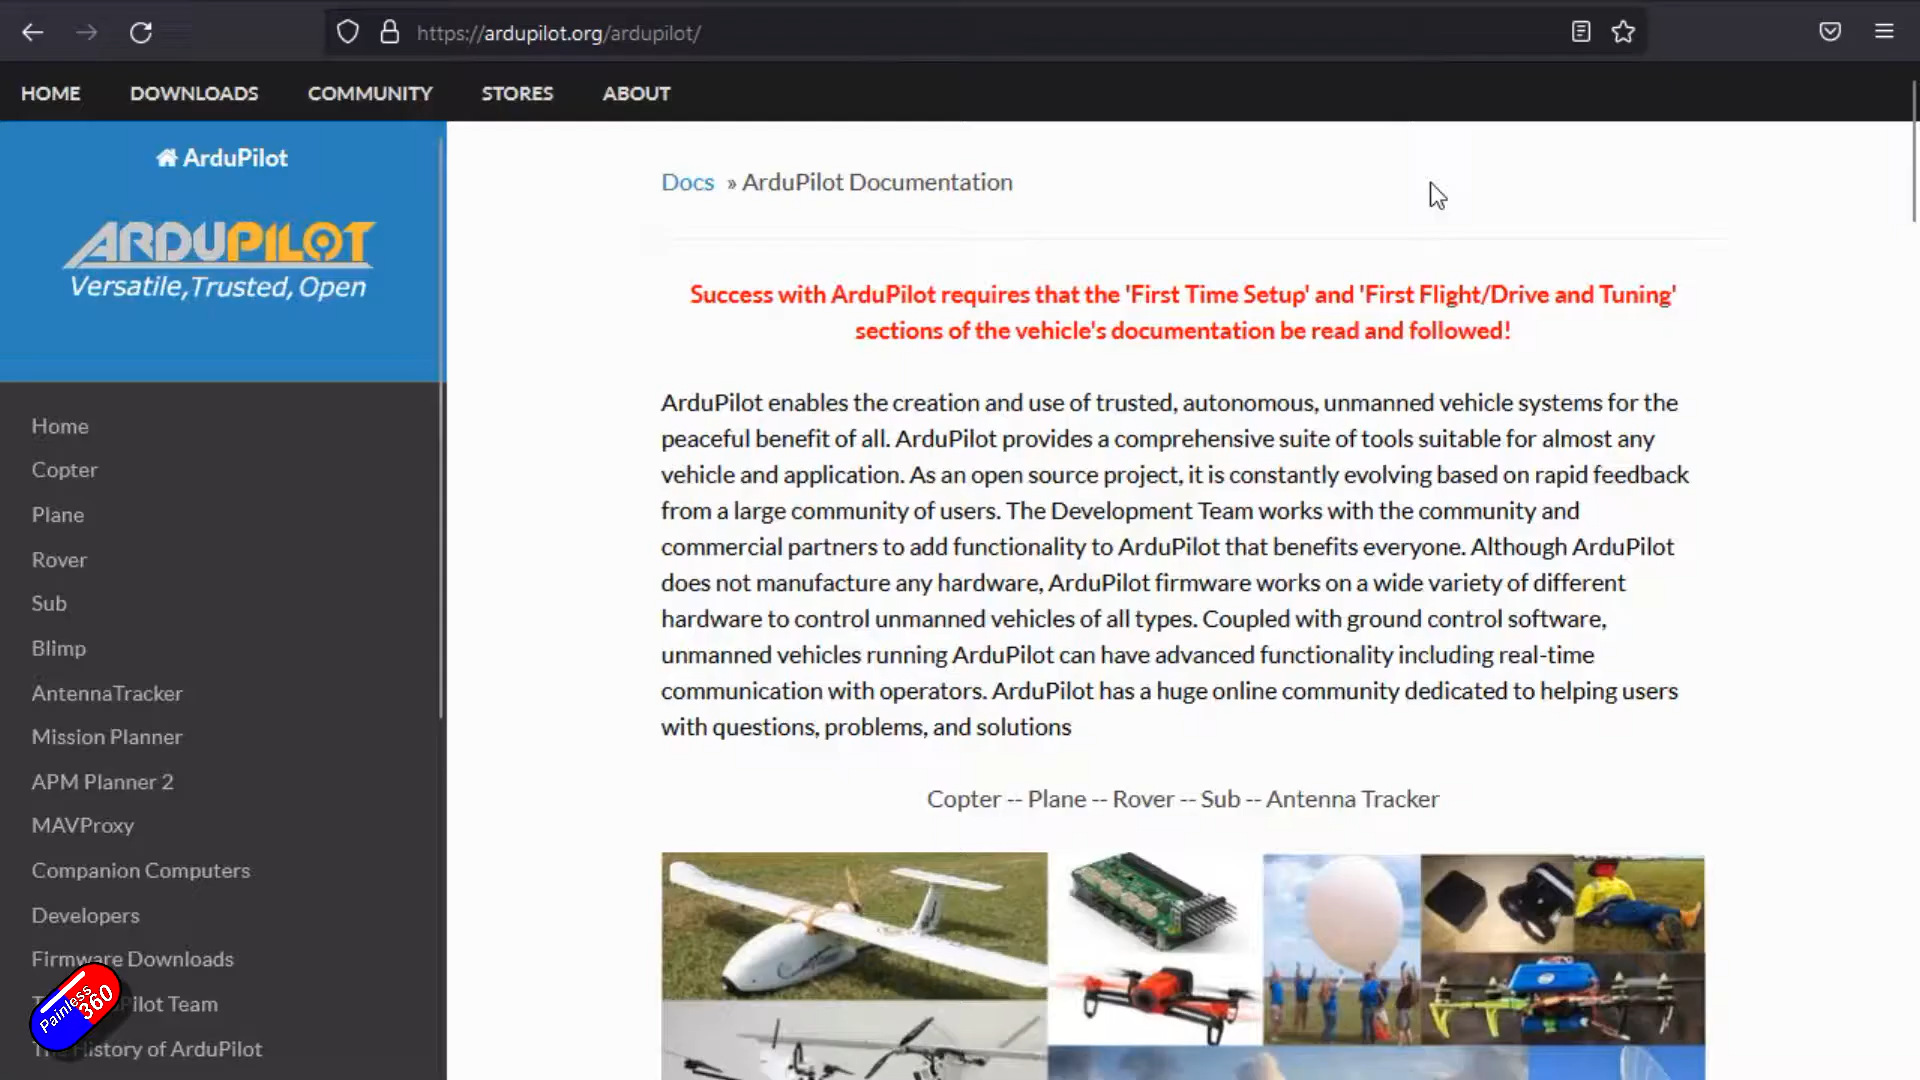 https://ardupilot.org/ardupilot/
HOME DOWNLOADS COMMUNITY STORES ABOUT
ArduPilot
ARDUPILOT
Versatile, Trusted, Open
Home
Copter
Plane
Rover
Sub
Blimp
AntennaTracker
Mission Planner
APM Planner 2
MAVProxy
Companion Computers
Developers
Firmware Downloads
Pilot Team
The History of ArduPilot
Painless
360
Docs » ArduPilot Documentation
Success with ArduPilot requires that the 'First Time Setup' and 'First Flight/Drive and Tuning'
sections of the vehicle's documentation be read and followed!
ArduPilot enables the creation and use of trusted, autonomous, unmanned vehicle systems for the
peaceful benefit of all. ArduPilot provides a comprehensive suite of tools suitable for almost any
vehicle and application. As an open source project, it is constantly evolving based on rapid feedback
from a large community of users. The Development Team works with the community and
commercial partners to add functionality to ArduPilot that benefits everyone. Although ArduPilot
does not manufacture any hardware, ArduPilot firmware works on a wide variety of different
hardware to control unmanned vehicles of all types. Coupled with ground control software,
unmanned vehicles running ArduPilot can have advanced functionality including real-time
communication with operators. ArduPilot has a huge online community dedicated to helping users
with questions, problems, and solutions
Copter -- Plane -- Rover -- Sub -- Antenna Tracker